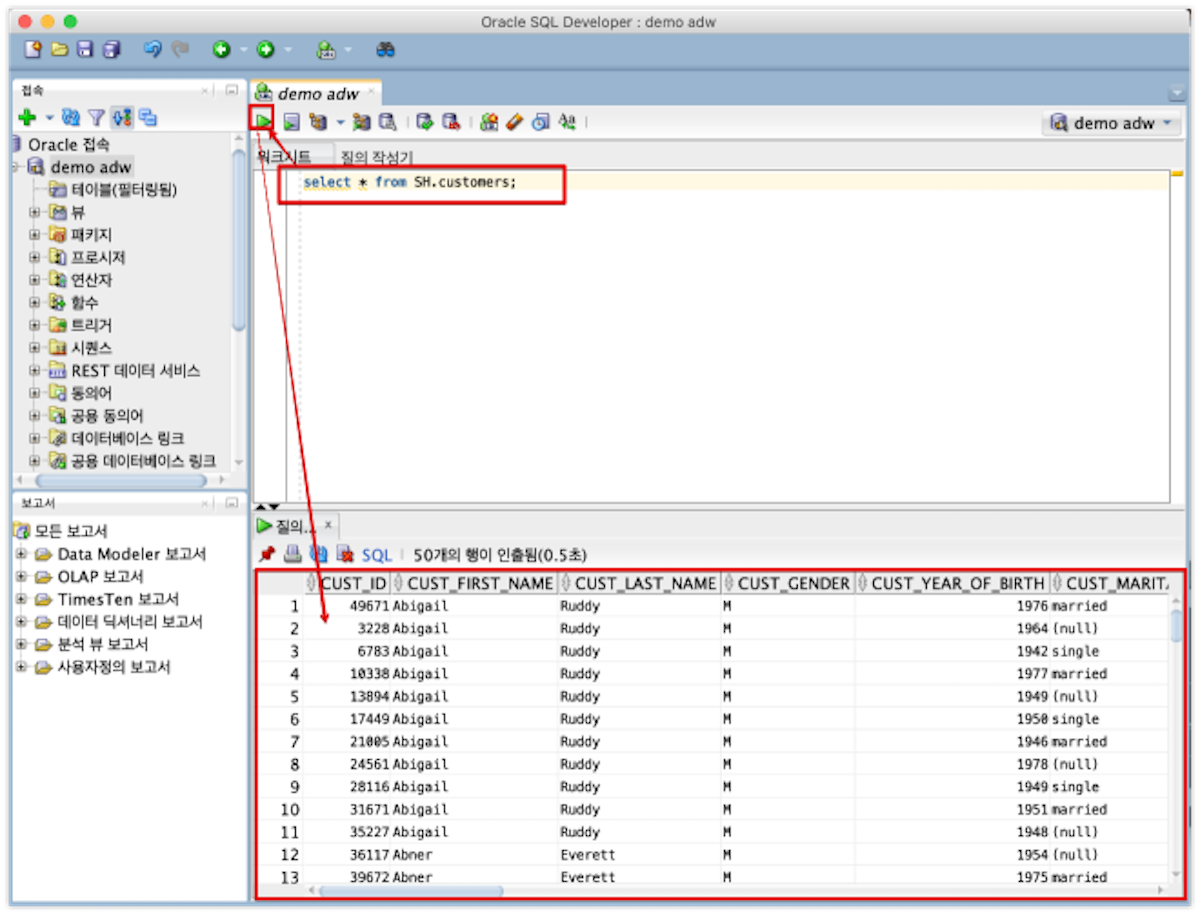 Oracle SQL Developer : demo adw
접속
demo adw
demo adw
Oracle 접속
demo adw
테이블(필터링됨)
뷰
패키지
프로시저
연산자
함수
트리거
시퀀스
REST 데이터 서비스
동의어
공용 동의어
데이터베이스 링크
공용 데이터베이스 링크
워크시트 질의 작성기
select * from SH.customers;
보고서
모든 보고서
Data Modeler 보고서
OLAP 보고서
TimesTen 보고서
데이터 딕셔너리 보고서
분석 뷰 보고서
사용자정의 보고서
질의...
SQL 50개의 행이 인출됨(0.5초)
CUST_ID CUST_FIRST_NAME CUST_LAST_NAME CUST_GENDER CUST_YEAR_OF_BIRTH CUST_MARITA
1 49671 Abigail Ruddy M 1976 married
2 3228 Abigail Ruddy M 1964 (null)
3 6783 Abigail Ruddy M 1942 single
4 10338 Abigail Ruddy M 1977 married
5 13894 Abigail Ruddy M 1949 (null)
6 17449 Abigail Ruddy M 1950 single
7 21005 Abigail Ruddy M 1946 married
8 24561 Abigail Ruddy M 1978 (null)
9 28116 Abigail Ruddy M 1949 single
10 31671 Abigail Ruddy M 1951 married
11 35227 Abigail Ruddy M 1948 (null)
12 36117 Abner Everett M 1954 (null)
13 39672 Abner Everett M 1975 married